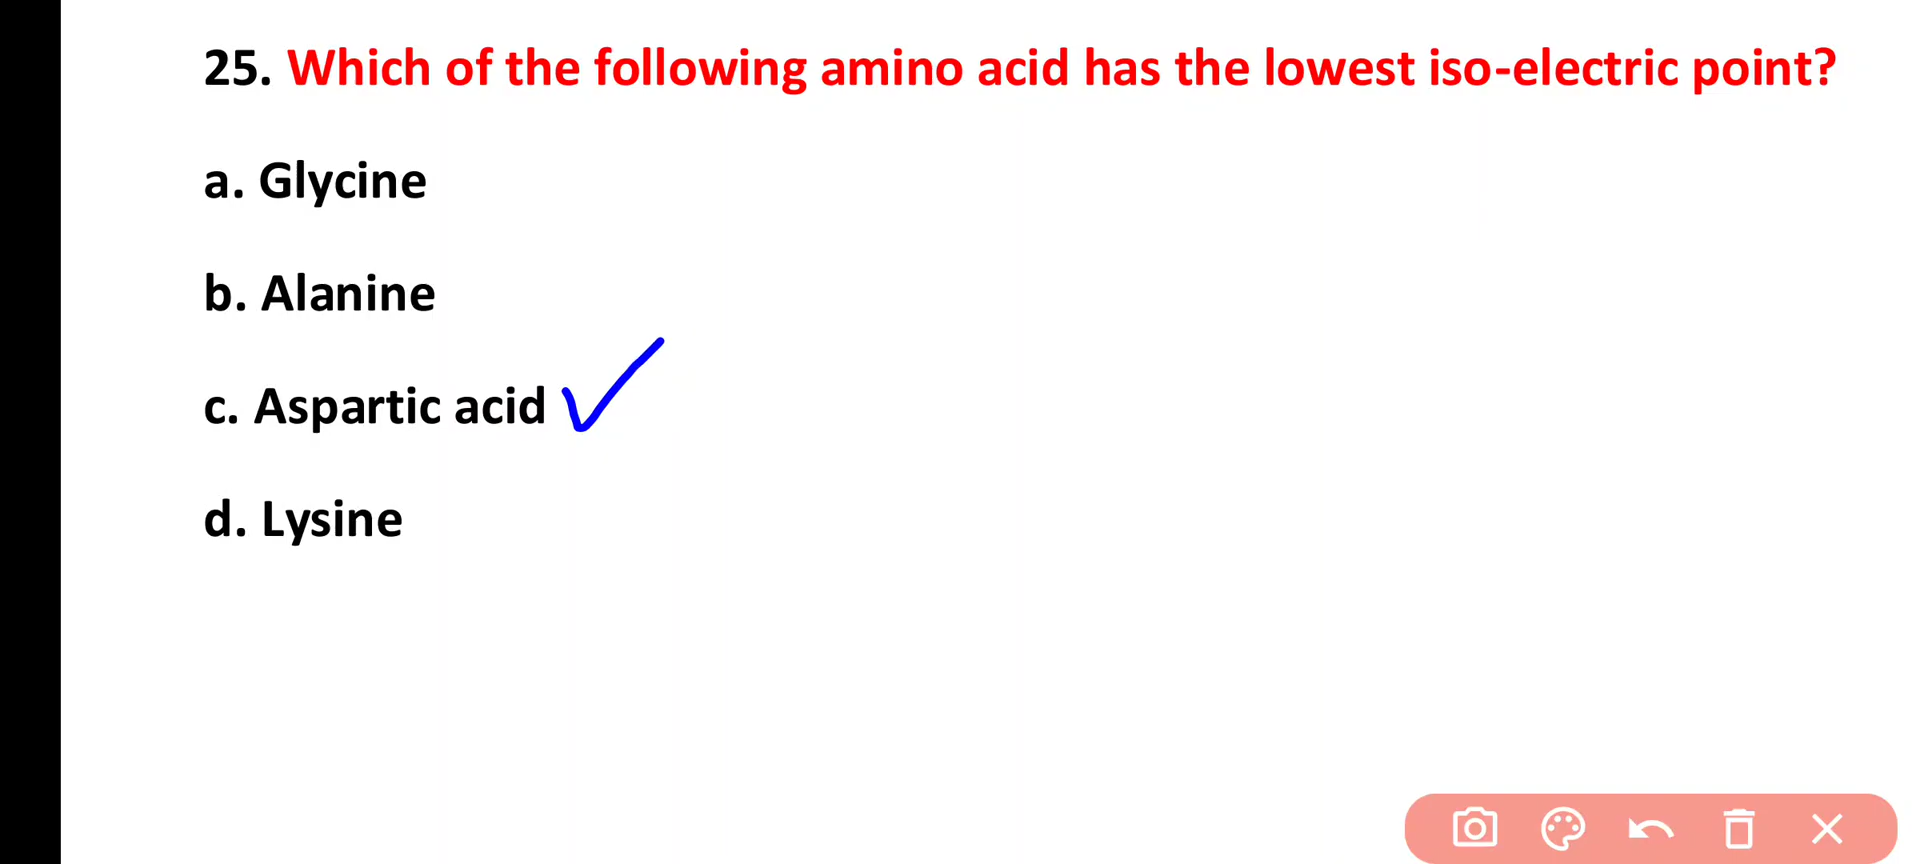 25. Which of the following amino acid has the lowest iso-electric point?
a. Glycine
b. Alanine
c. Aspartic acid
d. Lysine